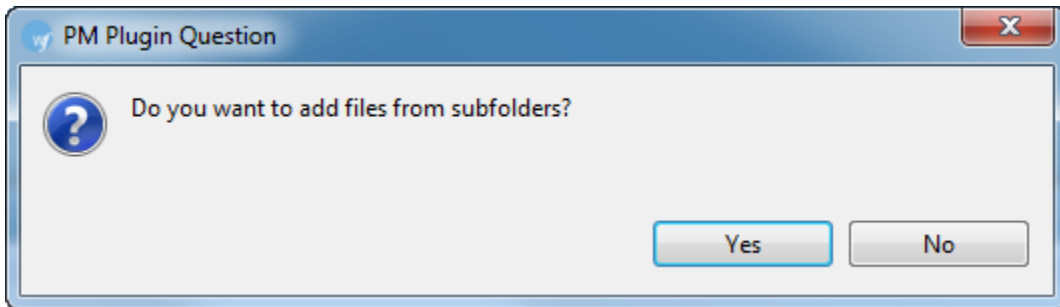 PM Plugin Question
Do you want to add files from subfolders?
Yes No